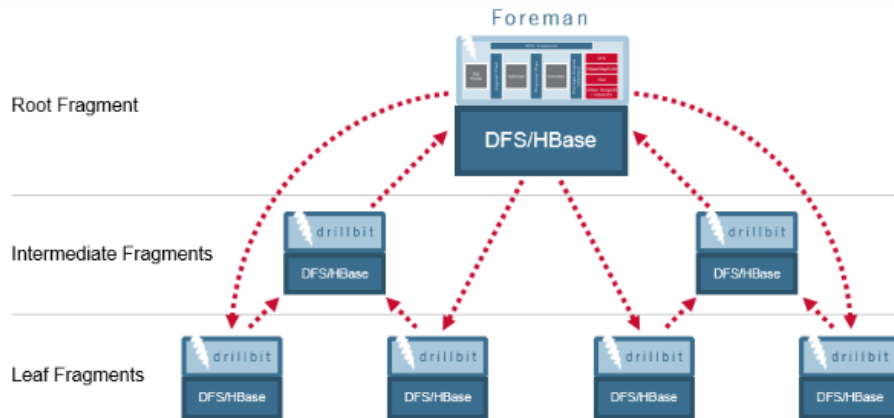 Foreman
Root Fragment
DFS/HBase
Intermediate Fragments
drillbit
DFS/HBase
drillbit
DFS/HBase
Leaf Fragments
drillbit
DFS/HBase
drillbit
DFS/HBase
drillbit
DFS/HBase
drillbit
DFS/HBase